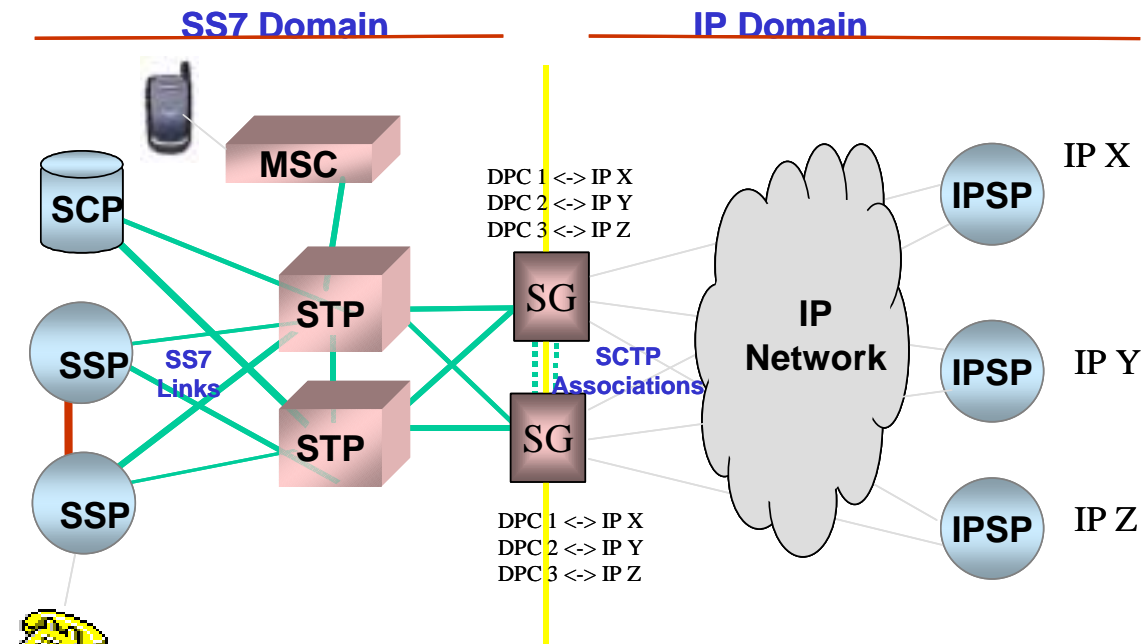 SS7 Domain
IP Domain
MSC
SCP
DPC 1 <-> IP X
DPC 2 <-> IP Y
DPC 3 <-> IP Z
IP X
IPSP
STP
SG
IP
Network
SSP
SS7
Links
SCTP
Associations
IPSP
IP Y
STP
SG
SSP
DPC 1 <-> IP X
DPC 2 <-> IP Y
DPC 3 <-> IP Z
IPSP
IP Z